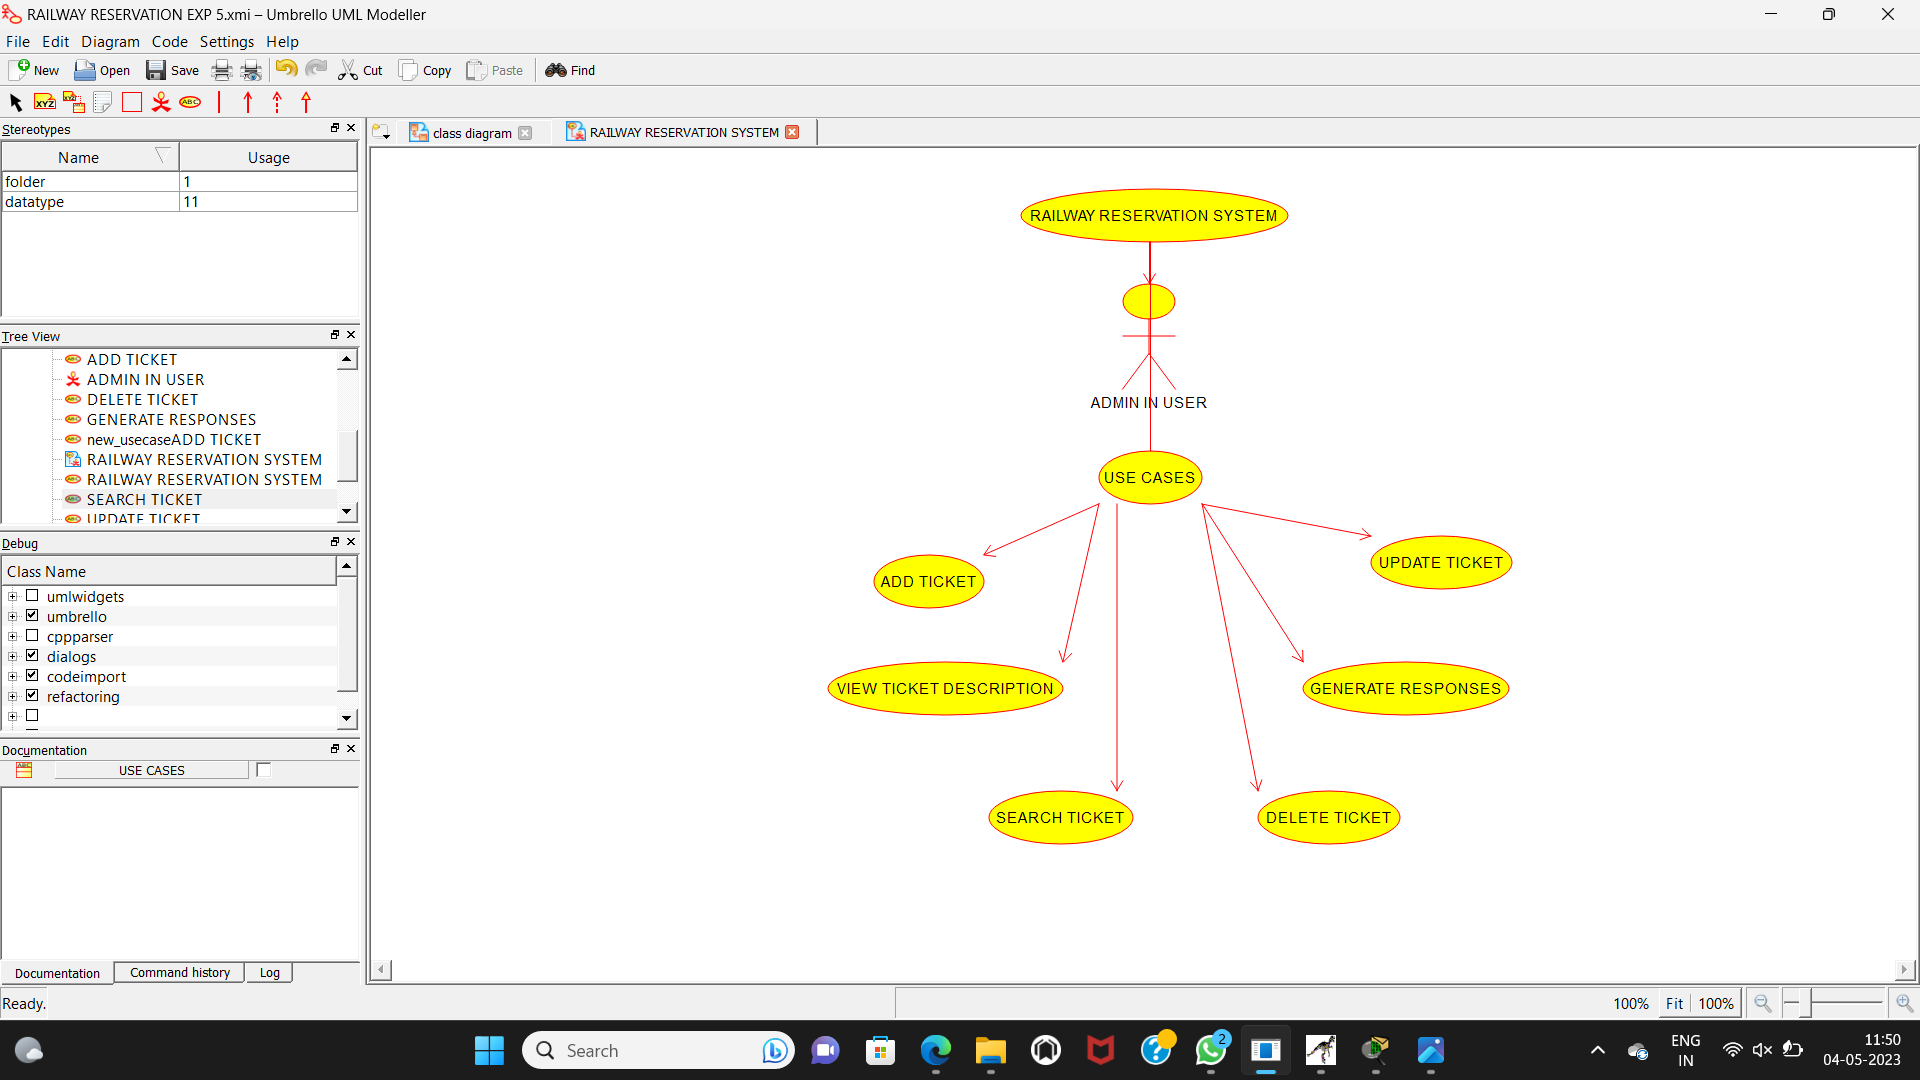 RAILWAY RESERVATION EXP 5.xmi – Umbrello UML Modeller
File Edit Diagram Code Settings Help
New Open Save Cut Copy Paste Find
XYZ XYZ ABC
Stereotypes
Name Usage
folder 1
datatype 11
Tree View
ADD TICKET
ADMIN IN USER
DELETE TICKET
GENERATE RESPONSES
new_usecaseADD TICKET
RAILWAY RESERVATION SYSTEM
RAILWAY RESERVATION SYSTEM
SEARCH TICKET
UPDATE TICKET
Debug
Class Name
umlwidgets
umbrello
cppparser
dialogs
codeimport
refactoring
Documentation
USE CASES
Documentation Command history Log
class diagram RAILWAY RESERVATION SYSTEM
RAILWAY RESERVATION SYSTEM
ADMIN IN USER
USE CASES
UPDATE TICKET
ADD TICKET
VIEW TICKET DESCRIPTION
GENERATE RESPONSES
SEARCH TICKET
DELETE TICKET
Ready.
100% Fit 100%
Search
2
ENG
IN
11:50
04-05-2023